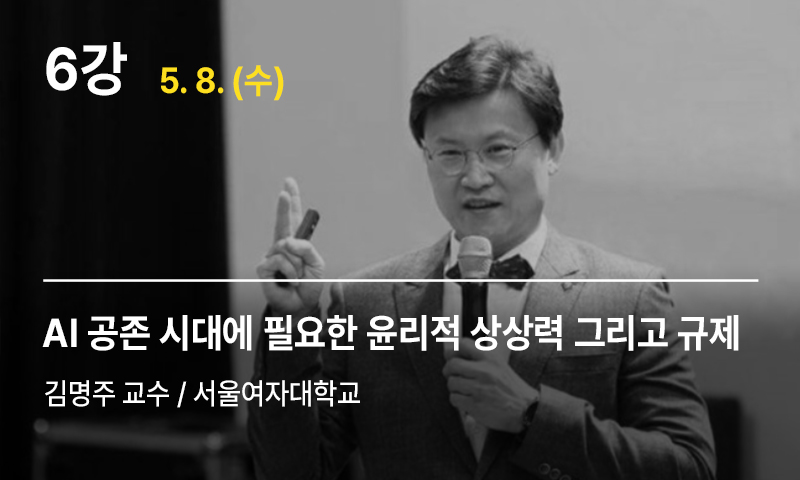 6강
5. 8. (수)
AI 공존 시대에 필요한 윤리적 상상력 그리고 규제
김명주 교수 / 서울여자대학교